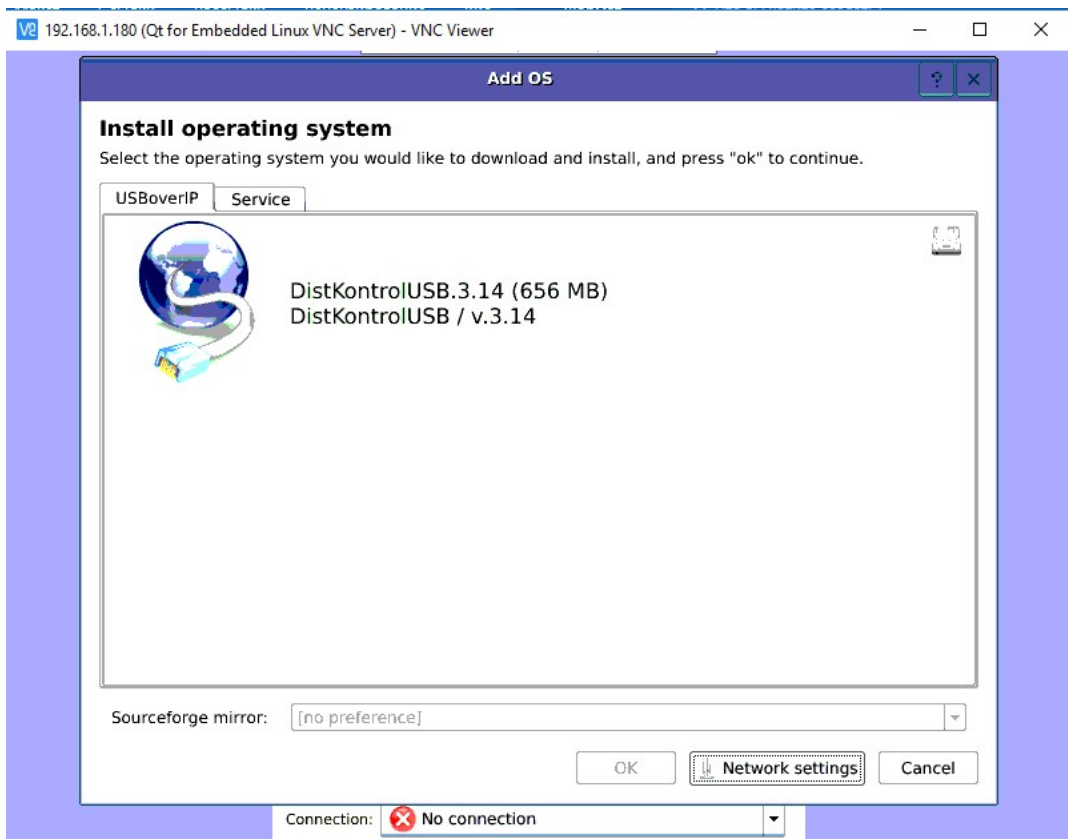 192.168.1.180 (Qt for Embedded Linux VNC Server) - VNC Viewer
Add OS
Install operating system
Select the operating system you would like to download and install, and press "ok" to continue.
USBoverIP
Service
DistKontrolUSB.3.14 (656 MB)
DistKontrolUSB / v.3.14
Sourceforge mirror:
[no preference]
OK
Network settings
Cancel
Connection:
No connection